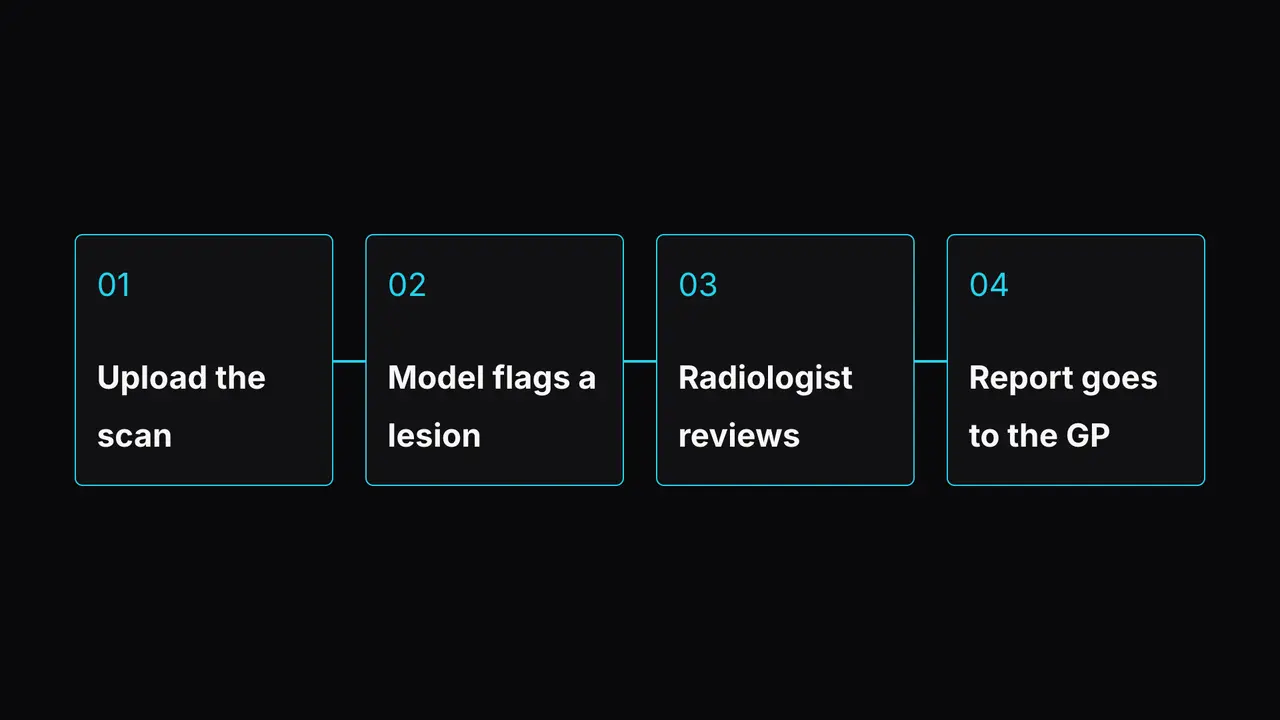 01
Upload the
scan
02
Model flags a
lesion
03
Radiologist
reviews
04
Report goes
to the GP